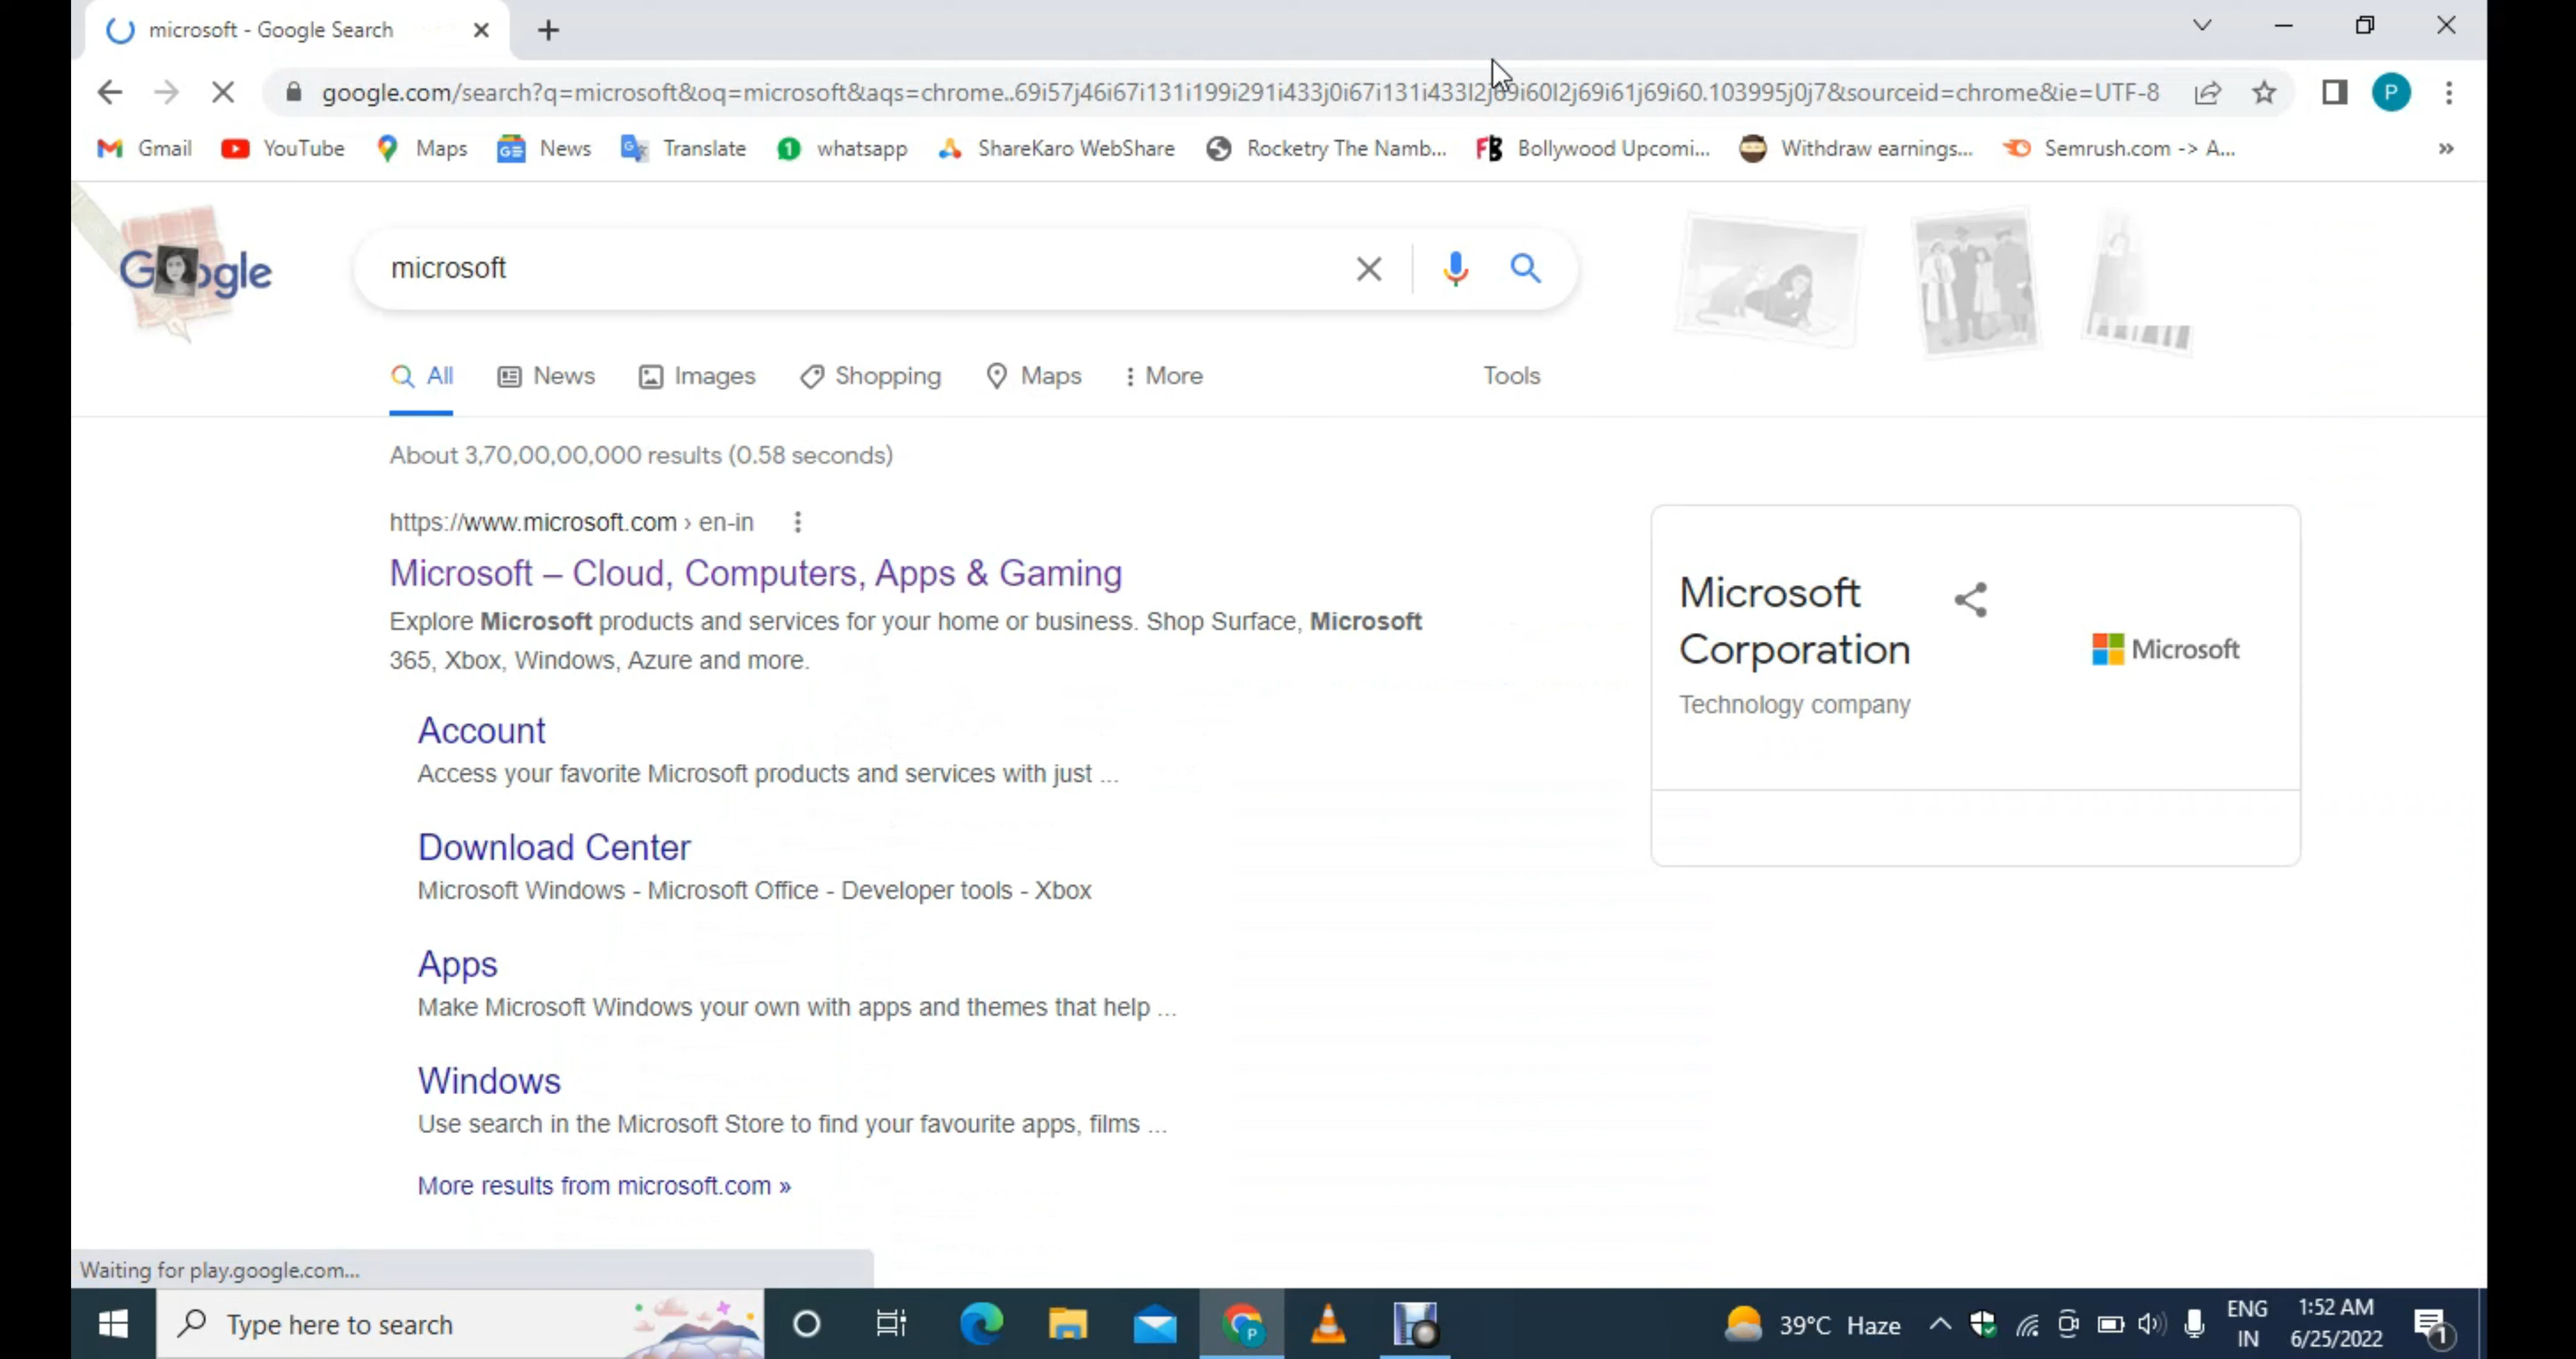 microsoft - Google Search
google.com/search?q=microsoft&oq=microsoft&aqs=chrome..69i57j46i67i131i199i291i433j0i67i131i433l2j69i60l2j69i61j69i60.103995j0j7&sourceid=chrome&ie=UTF-8
P
Gmail YouTube Maps News Translate 1 whatsapp ShareKaro WebShare Rocketry The Namb... FB Bollywood Upcomi... Withdraw earnings... Semrush.com -> A... »
Google
microsoft
All News Images Shopping Maps More Tools
About 3,70,00,00,000 results (0.58 seconds)
https://www.microsoft.com › en-in
Microsoft – Cloud, Computers, Apps & Gaming
Explore Microsoft products and services for your home or business. Shop Surface, Microsoft
365, Xbox, Windows, Azure and more.
Account
Access your favorite Microsoft products and services with just ...
Download Center
Microsoft Windows - Microsoft Office - Developer tools - Xbox
Apps
Make Microsoft Windows your own with apps and themes that help ...
Windows
Use search in the Microsoft Store to find your favourite apps, films ...
More results from microsoft.com »
Microsoft
Corporation
Microsoft
Technology company
Waiting for play.google.com...
Type here to search
P
39°C Haze
ENG
IN
1:52 AM
6/25/2022
1